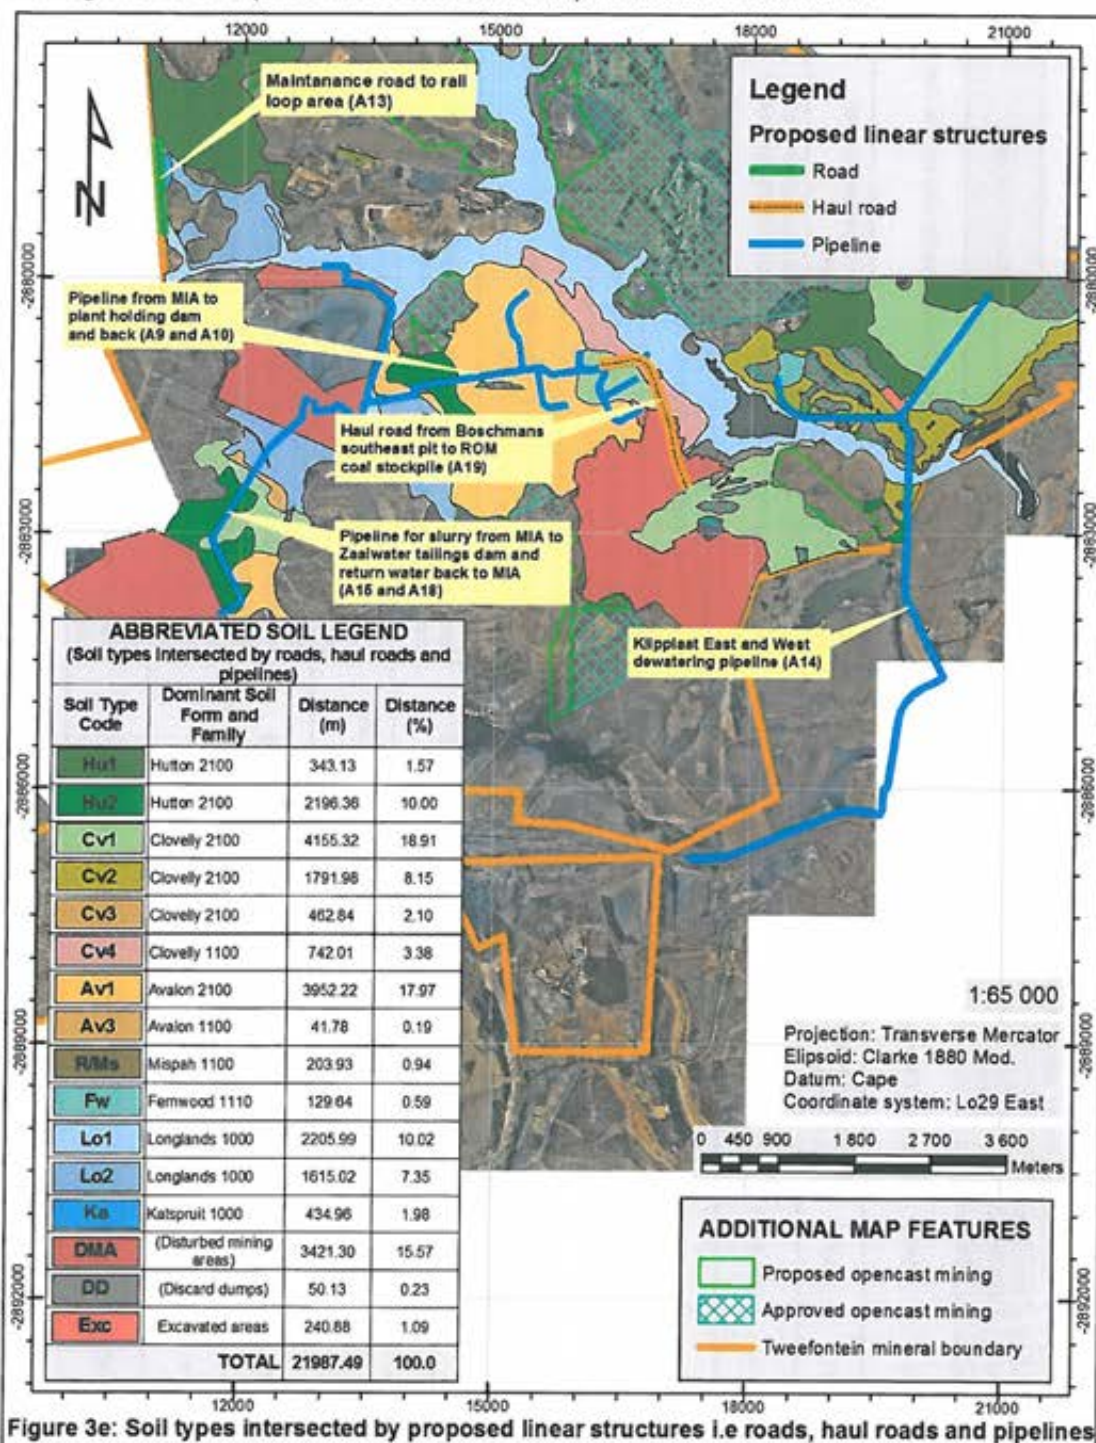 12000 15000 18000 21000
Maintanance road to rail
loop area (A13)
Legend
Proposed linear structures
Road
Haul road
Pipeline
N
-2880000
-2880000
Pipeline from MIA to
plant holding dam
and back (A9 and A10)
Haul road from Boschmans
southeast pit to ROM
coal stockpile (A19)
-2883000
-2883000
Pipeline for slurry from MIA to
Zaalwater tailings dam and
return water back to MIA
(A15 and A18)
Klipplaat East and West
dewatering pipeline (A14)
ABBREVIATED SOIL LEGEND
(Soil types intersected by roads, haul roads and
pipelines)
Soil Type Code Dominant Soil Form and Family Distance (m) Distance (%)
Hu1 Hutton 2100 343.13 1.57
Hu2 Hutton 2100 2196.36 10.00
Cv1 Clovelly 2100 4155.32 18.91
Cv2 Clovelly 2100 1791.98 8.15
Cv3 Clovelly 2100 462.84 2.10
Cv4 Clovelly 1100 742.01 3.38
Av1 Avalon 2100 3952.22 17.97
Av3 Avalon 1100 41.78 0.19
R/Ms Mispah 1100 203.93 0.94
Fw Fernwood 1110 129.64 0.59
Lo1 Longlands 1000 2205.99 10.02
Lo2 Longlands 1000 1615.02 7.35
Ka Katspruit 1000 434.96 1.98
DMA (Disturbed mining areas) 3421.30 15.57
DD (Discard dumps) 50.13 0.23
Exc Excavated areas 240.88 1.09
TOTAL 21987.49 100.0
-2886000
-2886000
-2889000
-2889000
-2892000
-2892000
1:65 000
Projection: Transverse Mercator
Elipsoid: Clarke 1880 Mod.
Datum: Cape
Coordinate system: Lo29 East
0 450 900 1 800 2 700 3 600
Meters
ADDITIONAL MAP FEATURES
Proposed opencast mining
Approved opencast mining
Tweefontein mineral boundary
12000 15000 18000 21000
Figure 3e: Soil types intersected by proposed linear structures i.e roads, haul roads and pipelines